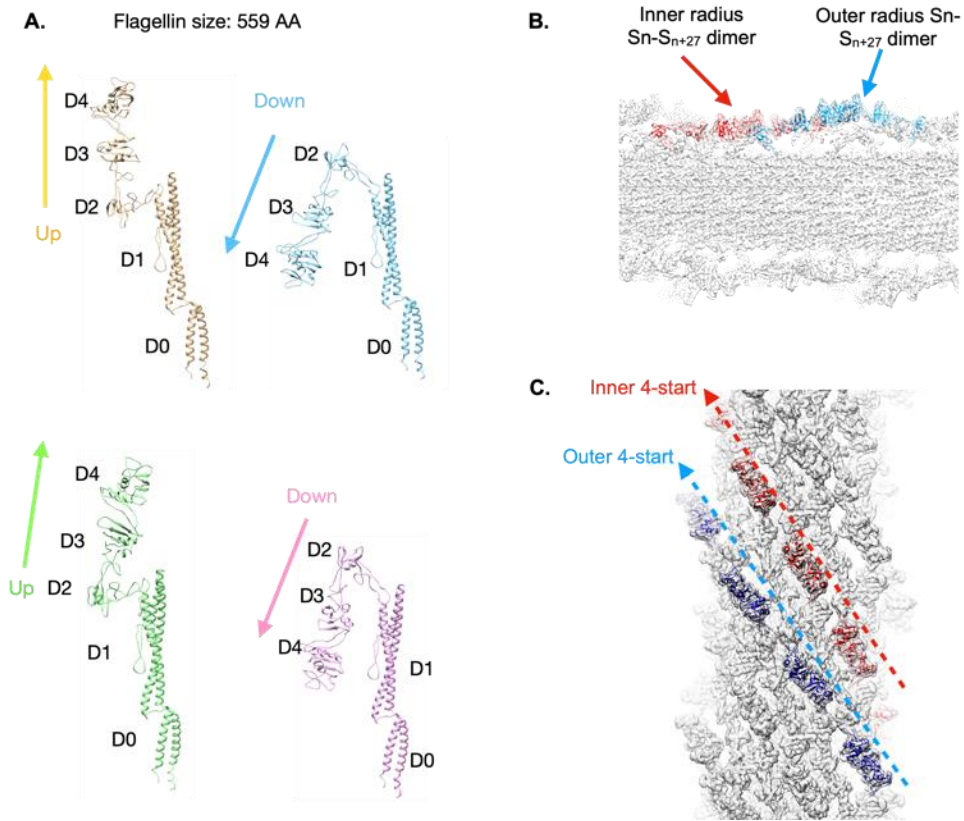 A.
Flagellin size: 559 AA
D4
D3
D2
Up
D1
D0
Down
D2
D3
D4
D1
D0
D4
D3
D2
Up
D1
D0
Down
D2
D3
D4
D1
D0
B.
Inner radius
Sn-Sₙ₊₂₇ dimer
Outer radius Sn-
Sₙ₊₂₇ dimer
C.
Inner 4-start
Outer 4-start